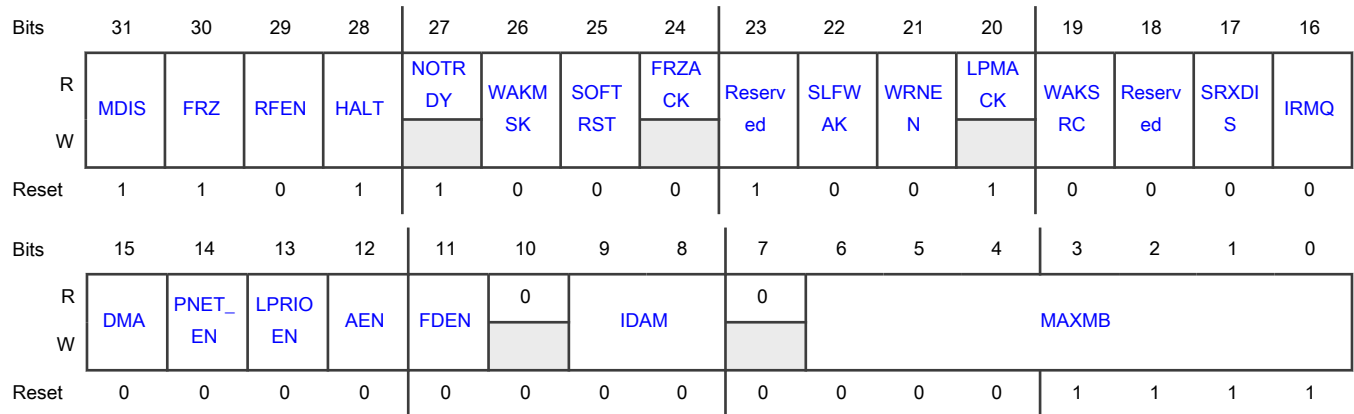 Bits 31 30 29 28 27 26 25 24 23 22 21 20 19 18 17 16
R
W
MDIS FRZ RFEN HALT NOTR DY WAKM SK SOFT RST FRZA CK Reserv ed SLFW AK WRNE N LPMA CK WAKS RC Reserv ed SRXDI S IRMQ
Reset 1 1 0 1 1 0 0 0 1 0 0 1 0 0 0 0
Bits 15 14 13 12 11 10 9 8 7 6 5 4 3 2 1 0
R
W
DMA PNET_ EN LPRIO EN AEN FDEN 0 IDAM 0 MAXMB
Reset 0 0 0 0 0 0 0 0 0 0 0 0 1 1 1 1